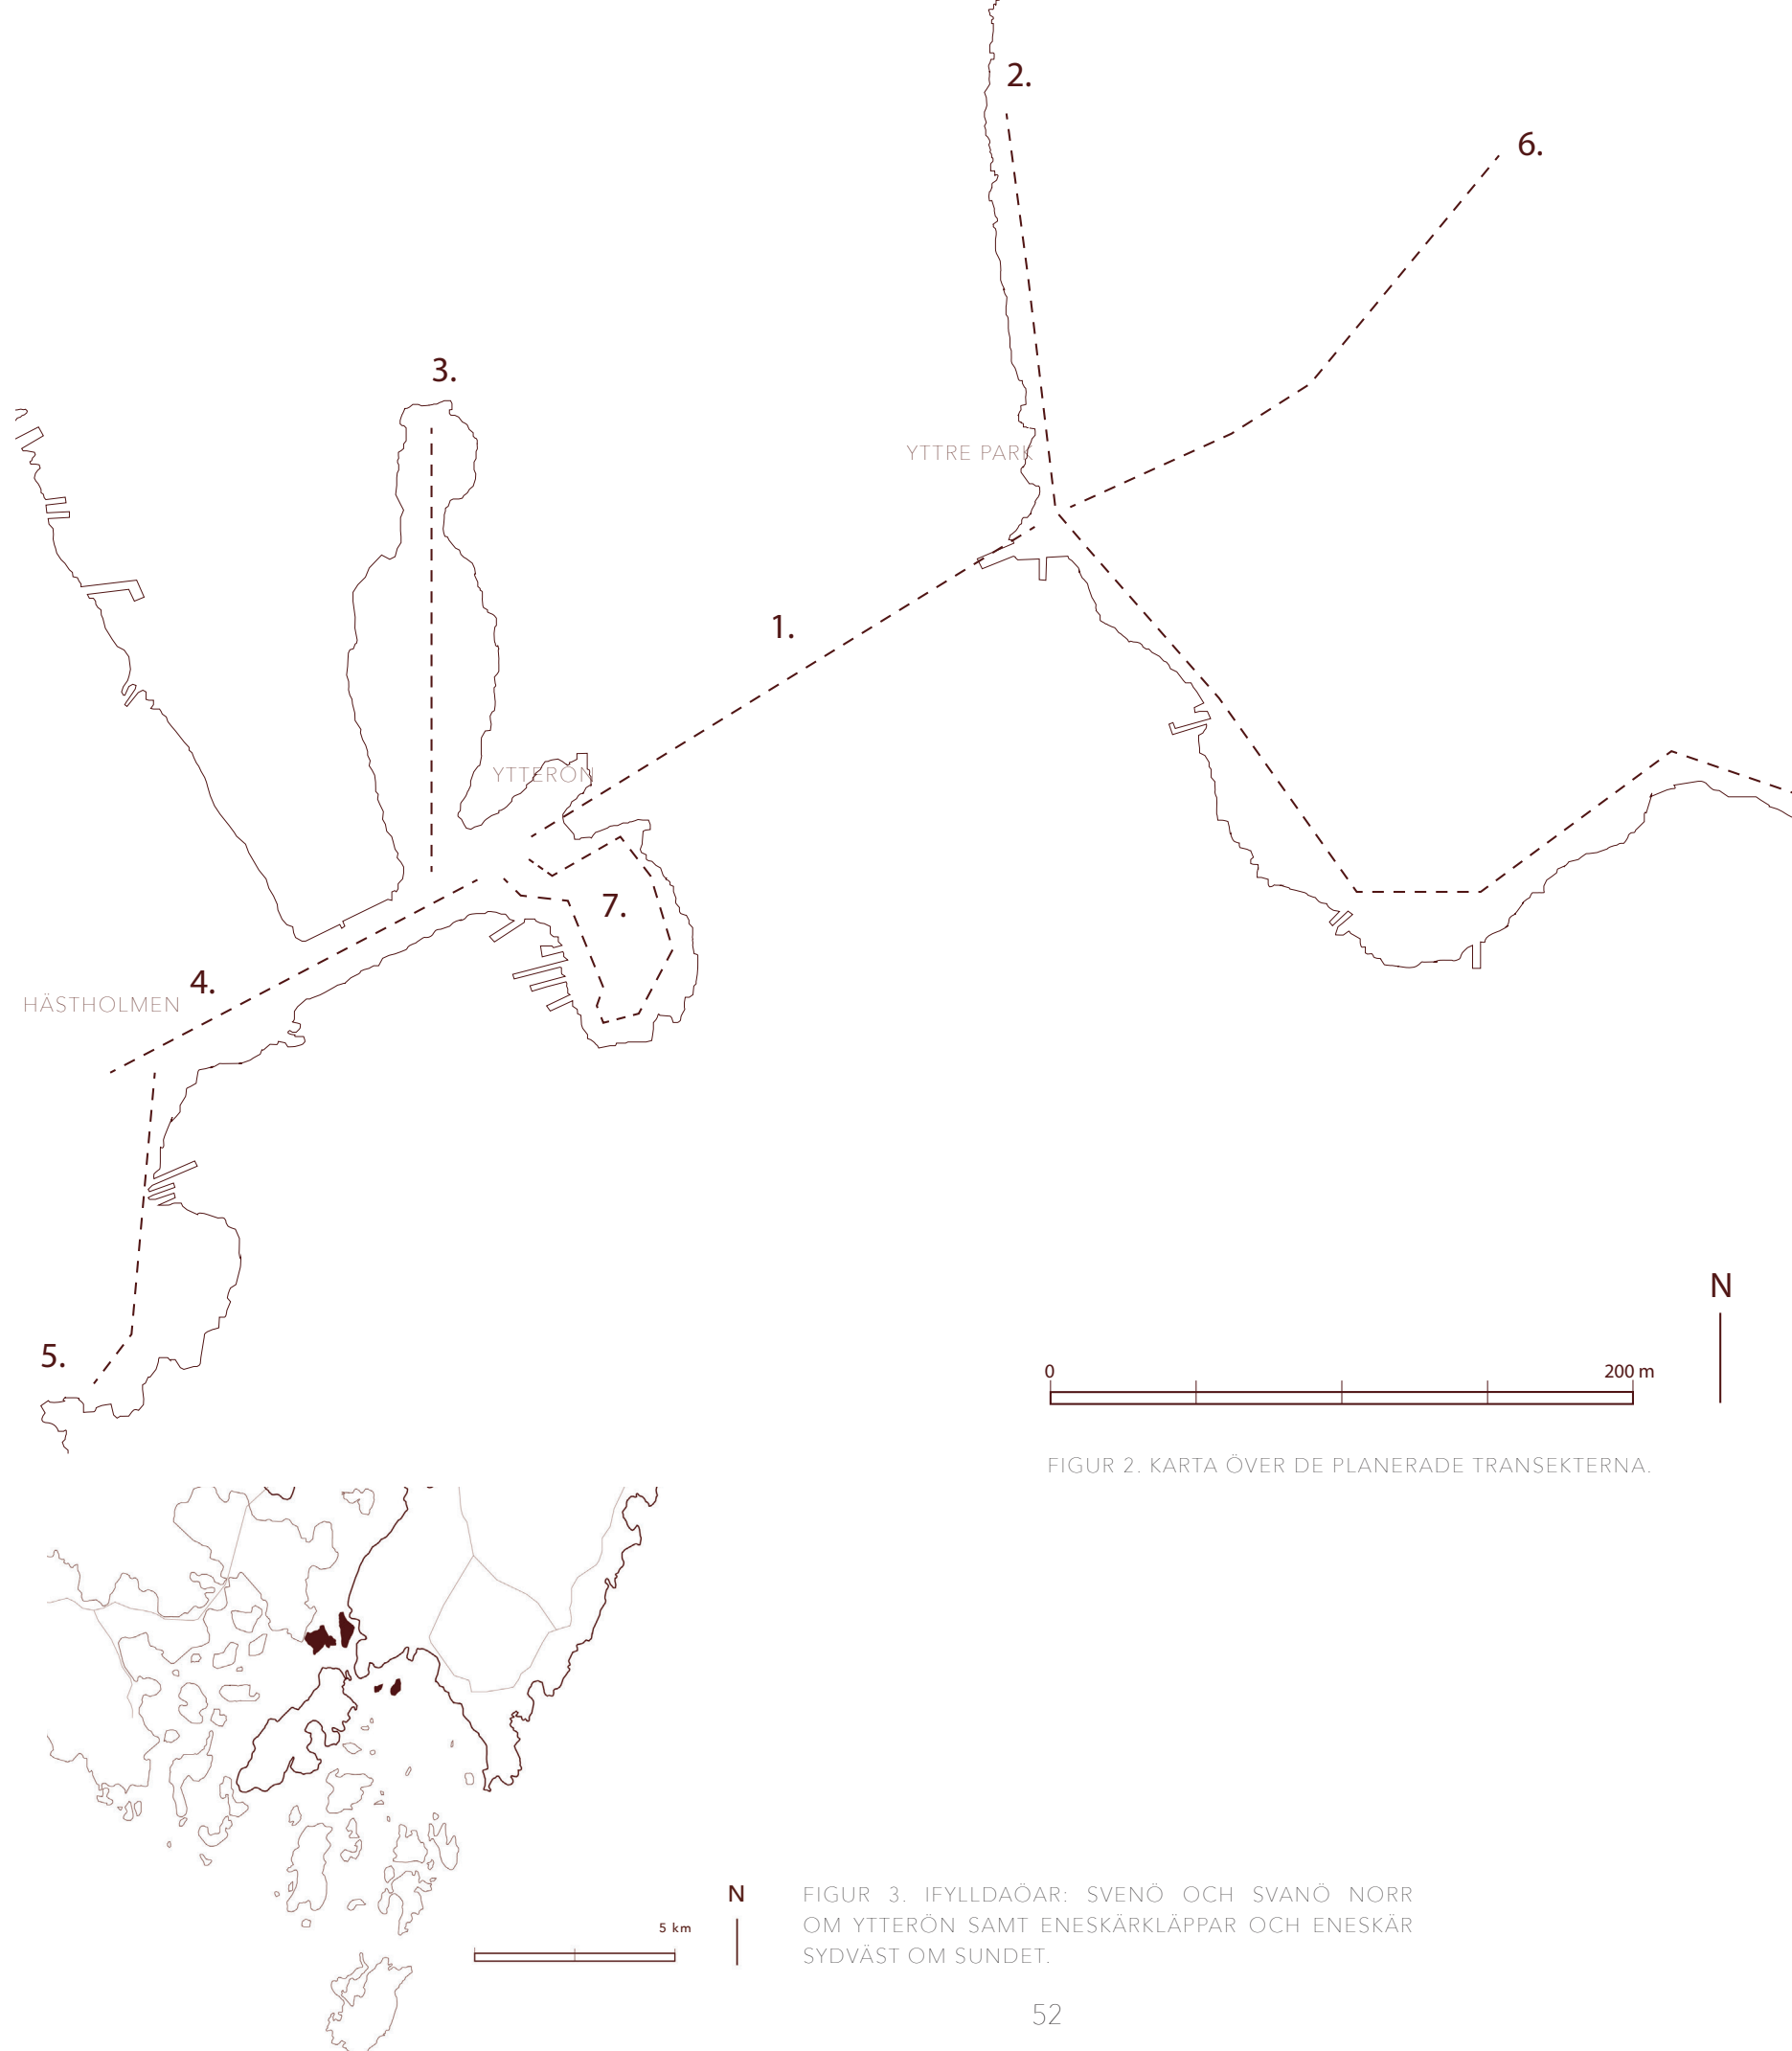 2.
6.
3.
YTTRE PARK
1.
YTTERÖN
7.
4.
HÄSTHOLMEN
N
5.
0
200 m
FIGUR 2. KARTA ÖVER DE PLANERADE TRANSEKTERNA.
N
5 km
FIGUR 3. IFYLLDAÖAR: SVENÖ OCH SVANÖ NORR
OM YTTERÖN SAMT ENESKÄRKLÄPPAR OCH ENESKÄR
SYDVÄST OM SUNDET.
52